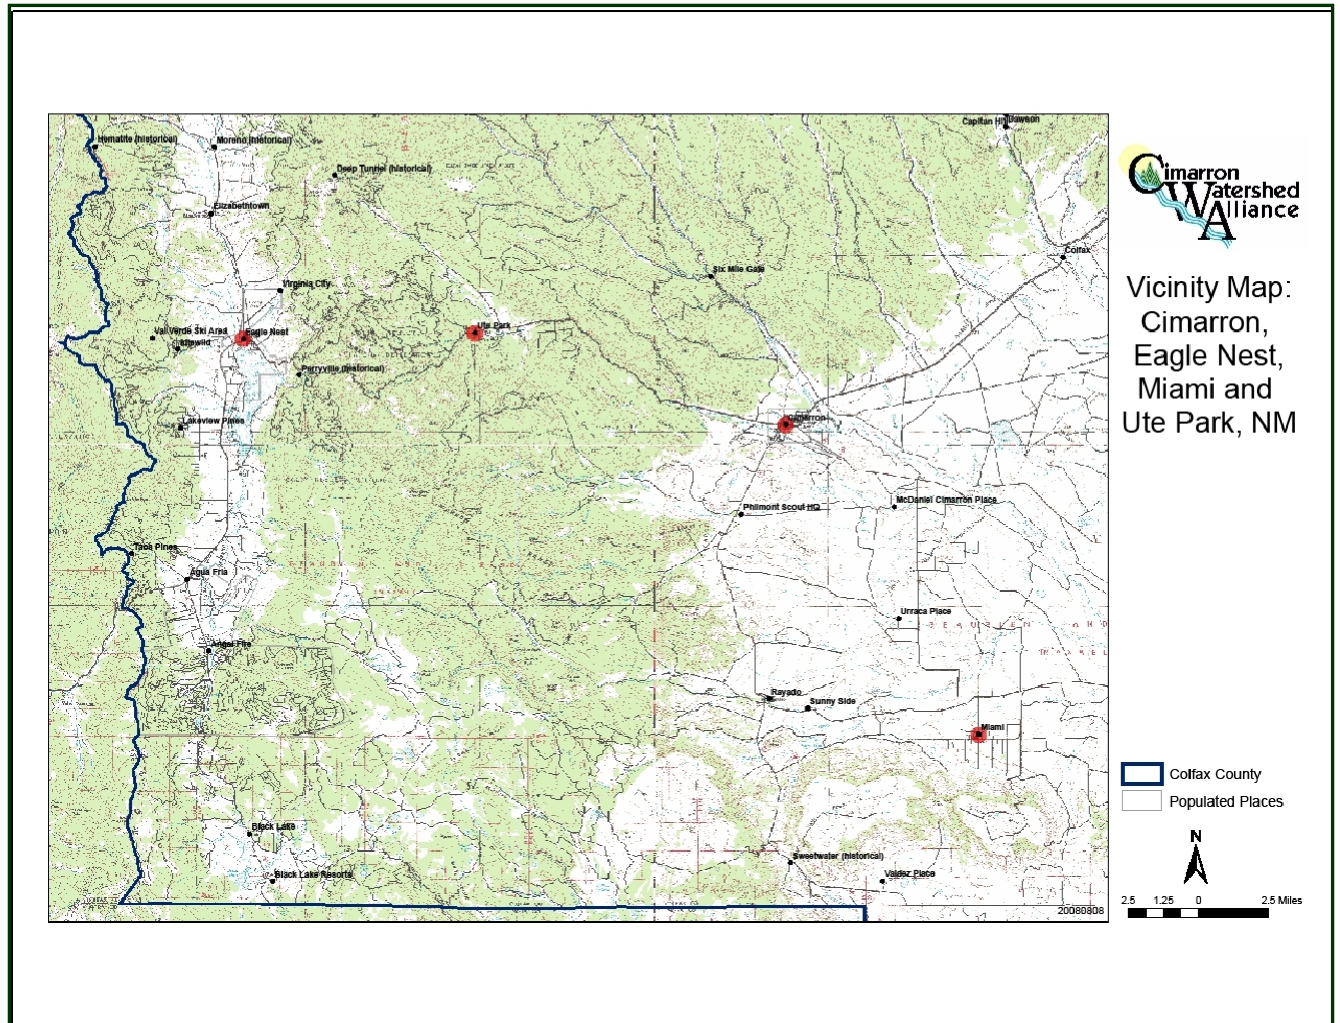 Hematite (historical)
Moreno (historical)
Capitan Hill
Dawson
Deep Tunnel (historical)
Elizabethtown
Colfax
Six Mile Gate
Virginia City
Val Verde Ski Area
Idlewild
Eagle Nest
Ute Park
Perryville (historical)
Lakeview Pines
Cimarron
McDaniel Cimarron Place
Philmont Scout HQ
Taos Pines
Agua Fria
Urraca Place
Angel Fire
Rayado
Sunny Side
Miami
Black Lake
Sweetwater (historical)
Black Lake Resorts
Valdez Place
20080808
Cimarron
Watershed
Alliance
Vicinity Map:
Cimarron,
Eagle Nest,
Miami and
Ute Park, NM
Colfax County
Populated Places
N
2.5 1.25 0 2.5 Miles